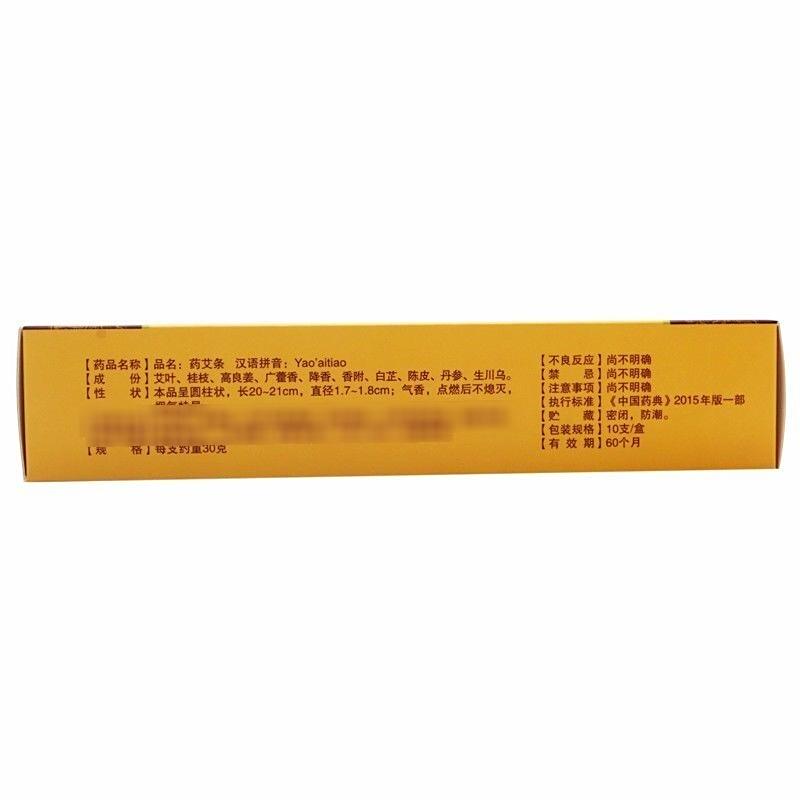 【药品名称】品名：药艾条 汉语拼音：Yao'aitiao
【成 份】艾叶、桂枝、高良姜、广藿香、降香、香附、白芷、陈皮、丹参、生川乌。
【性 状】本品呈圆柱状，长20~21cm，直径1.7~1.8cm；气香，点燃后不熄灭，
【规 格】每支约重30克
【不良反应】尚不明确
【禁 忌】尚不明确
【注意事项】尚不明确
【执行标准】《中国药典》2015年版一部
【贮 藏】密闭，防潮。
【包装规格】10支/盒
【有 效 期】60个月